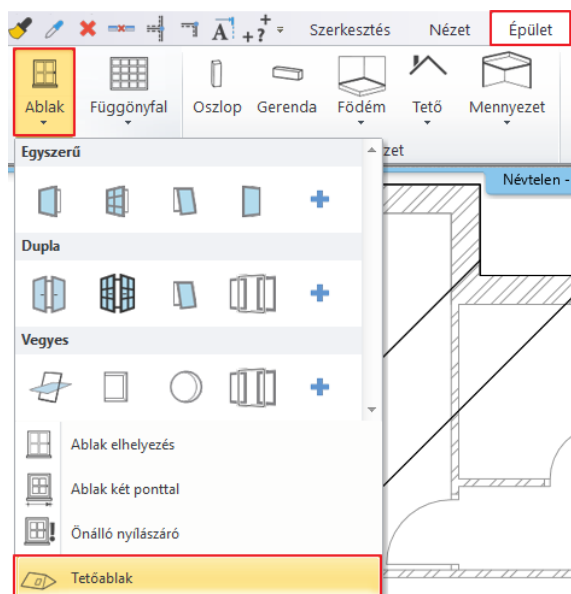 Szerkesztés Nézet Épület
Ablak Függönyfal Oszlop Gerenda Födém Tető Mennyezet
Egyszerű
zet
Névtelen -
Dupla
Vegyes
Ablak elhelyezés
Ablak két ponttal
Önálló nyílászáró
Tetőablak